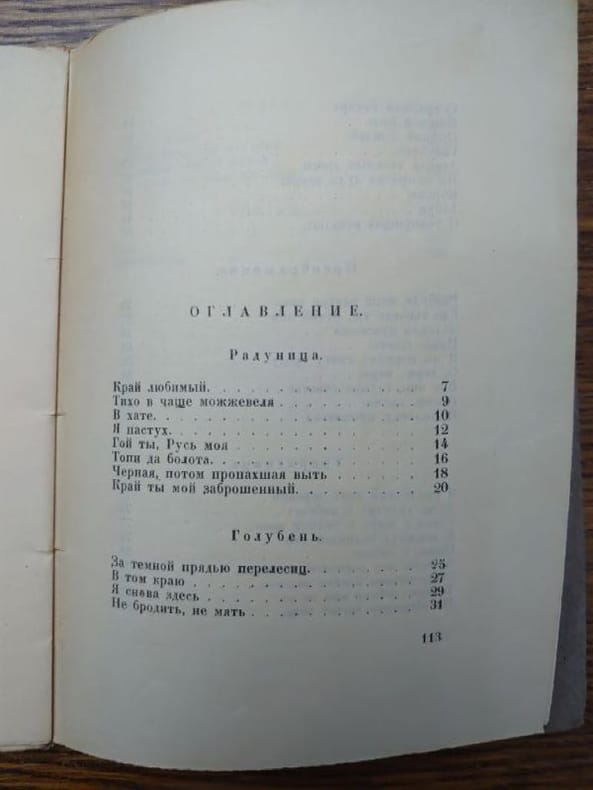 ОГЛАВЛЕНИЕ.
Радуница.
Край любимый. . . . . . . . . . . . . . . . 7
Тихо в чаще можжевеля . . . . . . . . . . . 9
В хате. . . . . . . . . . . . . . . . . . . 10
Я пастух. . . . . . . . . . . . . . . . . . 12
Гой ты, Русь моя . . . . . . . . . . . . . 14
Топи да болота. . . . . . . . . . . . . . . 16
Черная, потом пропахшая выть . . . . . . . 18
Край ты мой заброшенный. . . . . . . . . . 20
Голубень.
За темной прядью перелесиц. . . . . . . . . 25
В том краю . . . . . . . . . . . . . . . . 27
Я снова здесь . . . . . . . . . . . . . . . 29
Не бродить, не мять . . . . . . . . . . . . 31
113